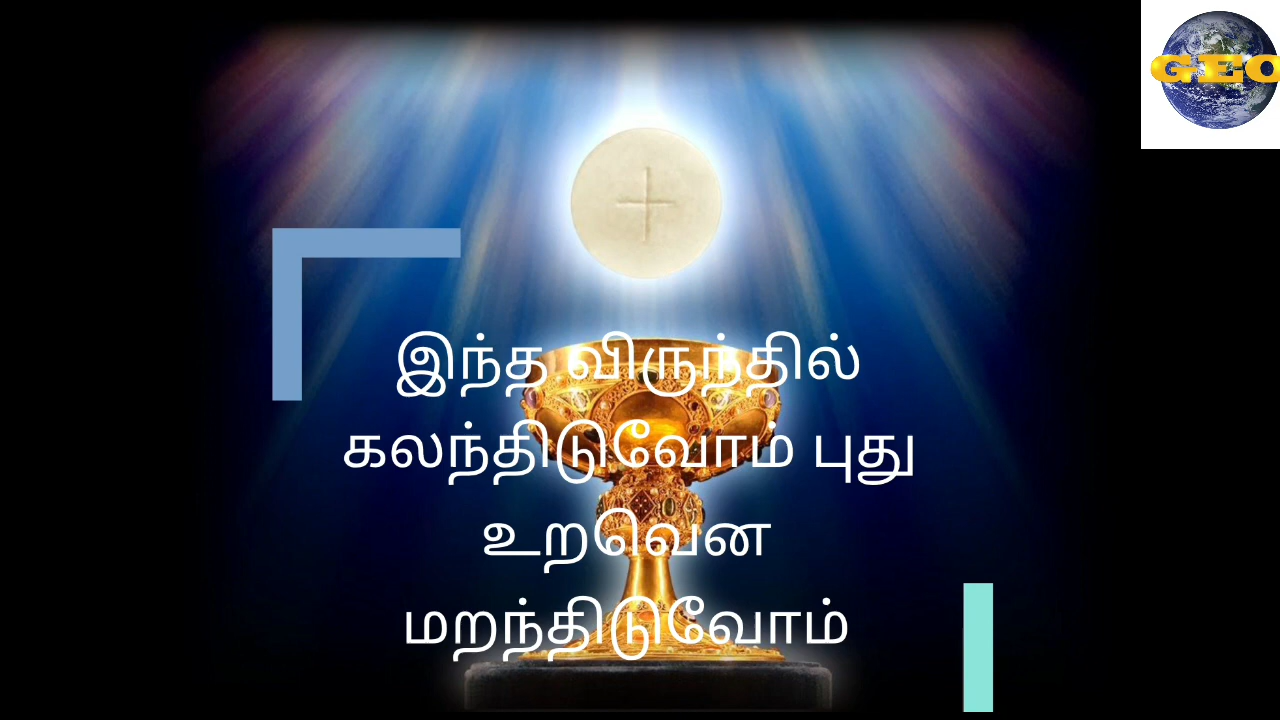 GEO
இந்த விருந்தில்
கலந்திடுவோம் புது
உறவென
மறந்திடுவோம்